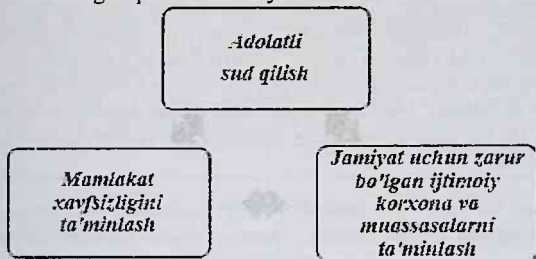 Adolatli
sud qilish
Mamlakat
xavfsizligini
ta'minlash
Jamiyat uchun zarur
bo'lgan ijtimoiy
korxona va
muassasalarni
ta'minlash